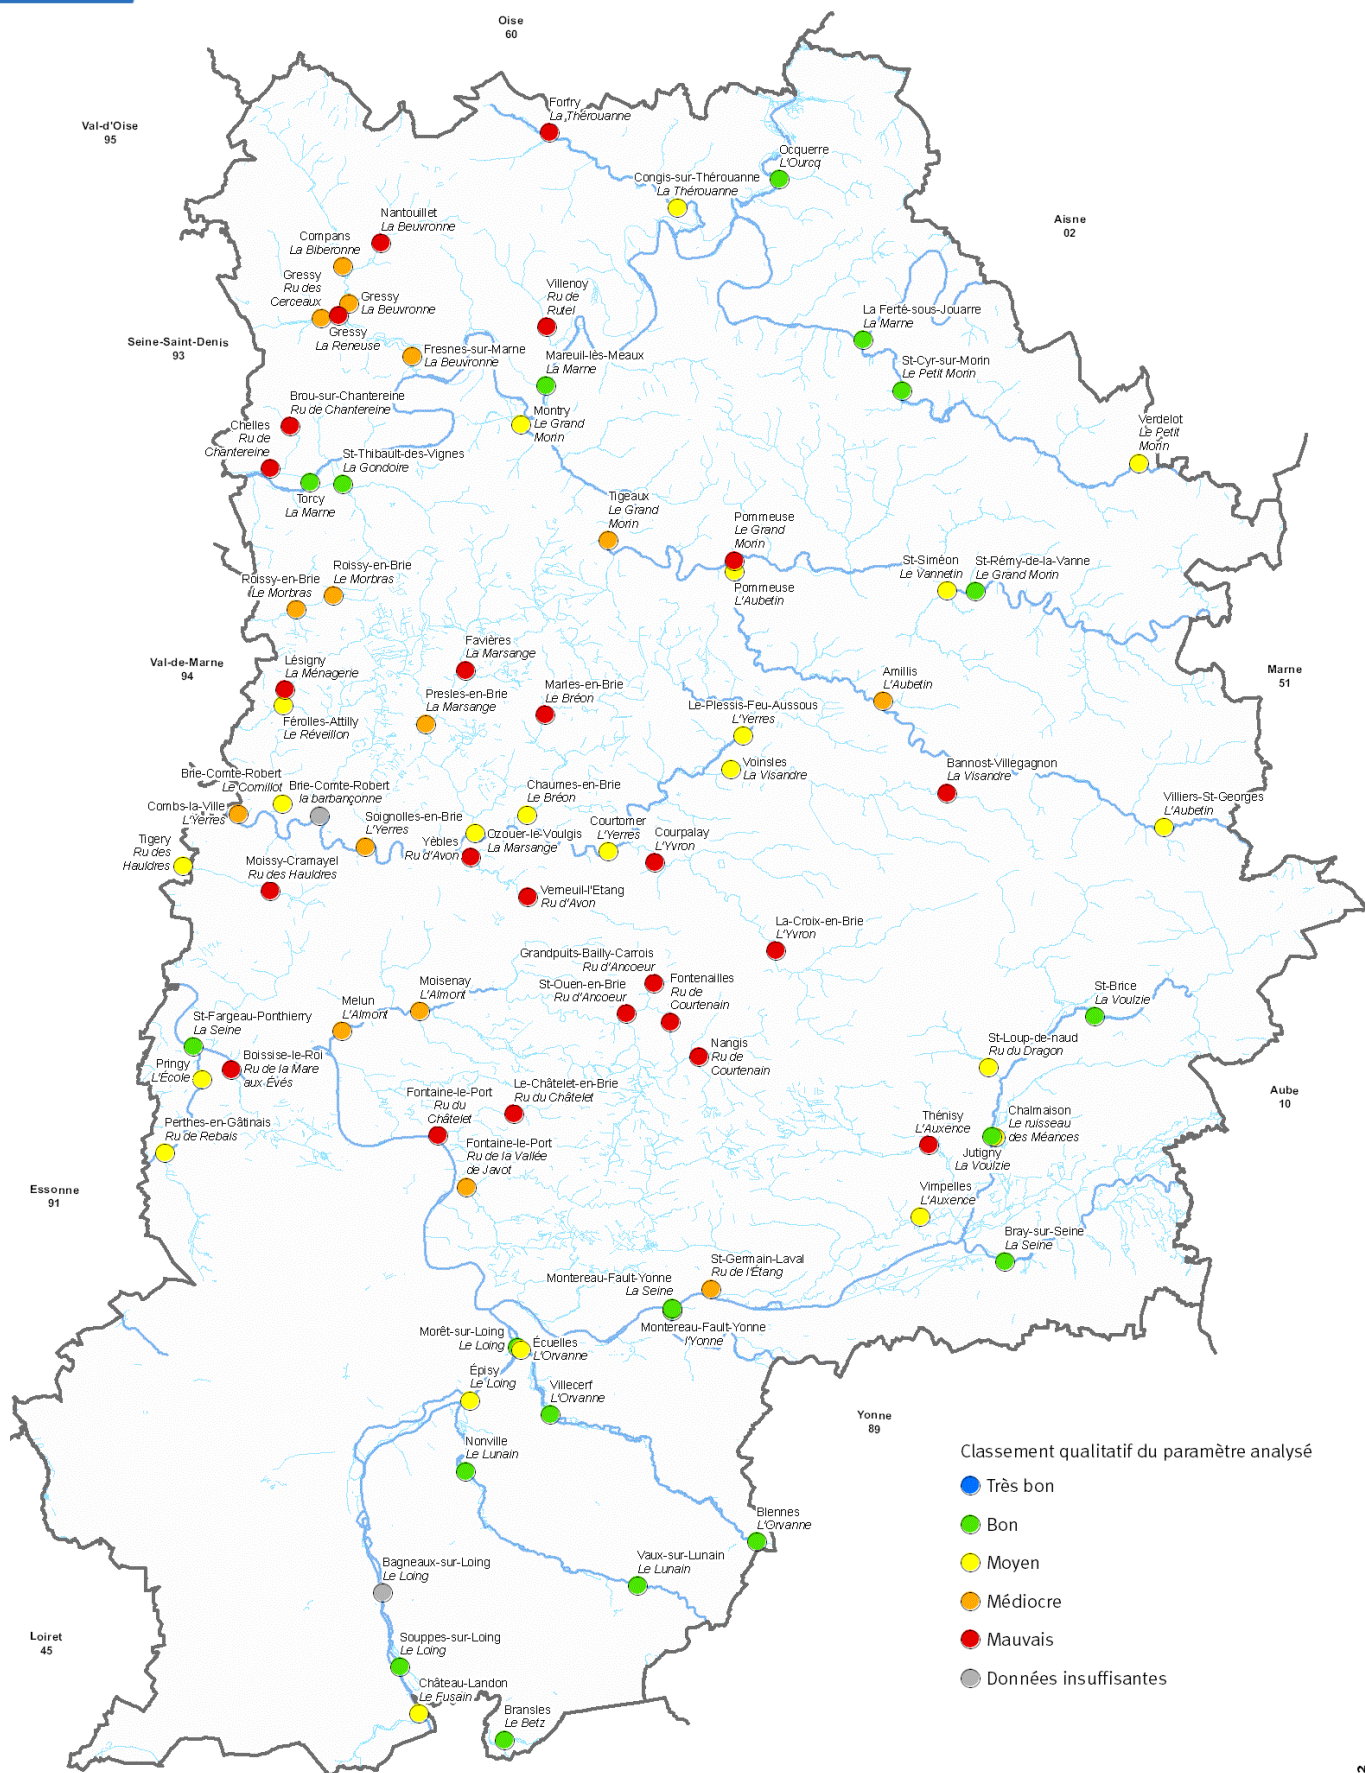 Oise
60
Val-d'Oise
95
Forfry
La Thérouanne
Ocquerre
L'Ourcq
Congis-sur-Thérouanne
La Thérouanne
Aisne
02
Nantouillet
La Beuvronne
Compans
La Biberonne
Gressy
Ru des
Cerceaux
Gressy
La Beuvronne
Gressy
La Reneuse
Villenoy
Ru de
Rutel
La Ferté-sous-Jouarre
La Marne
Seine-Saint-Denis
93
Fresnes-sur-Marne
La Beuvronne
Mareuil-lès-Meaux
La Marne
St-Cyr-sur-Morin
Le Petit Morin
Brou-sur-Chantereine
Ru de Chantereine
Chelles
Ru de
Chantereine
Montry
Le Grand
Morin
Verdelot
Le Petit
Morin
St-Thibault-des-Vignes
La Gondoire
Torcy
La Marne
Tigeaux
Le Grand
Morin
Pommeuse
Le Grand
Morin
Pommeuse
L'Aubetin
St-Siméon
Le Vannetin
St-Rémy-de-la-Vanne
Le Grand Morin
Roissy-en-Brie
Le Morbras
Roissy-en-Brie
Le Morbras
Val-de-Marne
94
Lésigny
La Ménagerie
Férolles-Attilly
Le Réveillon
Favières
La Marsange
Presles-en-Brie
La Marsange
Marles-en-Brie
Le Bréon
Amillis
L'Aubetin
Marne
51
Le-Plessis-Feu-Aussous
L'Yerres
Voinsles
La Visandre
Bannost-Villegagnon
La Visandre
Villiers-St-Georges
L'Aubetin
Brie-Comte-Robert
Le Cornillot
Brie-Comte-Robert
la barbançonne
Combs-la-Ville
L'Yerres
Tigery
Ru des
Hauldres
Moissy-Cramayel
Ru des Hauldres
Soignolles-en-Brie
L'Yerres
Chaumes-en-Brie
Le Bréon
Yèbles
Ru d'Avon
Ozouer-le-Voulgis
La Marsange
Courtomer
L'Yerres
Courpalay
L'Yvron
Verneuil-l'Etang
Ru d'Avon
La-Croix-en-Brie
L'Yvron
Grandpuits-Bailly-Carrois
Ru d'Ancoeur
St-Ouen-en-Brie
Ru d'Ancoeur
Fontenailles
Ru de
Courtenain
Nangis
Ru de
Courtenain
Moisenay
L'Almont
Melun
L'Almont
St-Fargeau-Ponthierry
La Seine
Pringy
L'École
Boissise-le-Roi
Ru de la Mare
aux Évés
St-Brice
La Voulzie
St-Loup-de-naud
Ru du Dragon
Aube
10
Perthes-en-Gâtinais
Ru de Rebais
Fontaine-le-Port
Ru du
Châtelet
Le-Châtelet-en-Brie
Ru du Châtelet
Fontaine-le-Port
Ru de la Vallée
de Javot
Thénisy
L'Auxence
Chalmaison
Le ruisseau
des Méances
Jutigny
La Voulzie
Vimpelles
L'Auxence
Bray-sur-Seine
La Seine
Essonne
91
St-Germain-Laval
Ru de l'Étang
Montereau-Fault-Yonne
La Seine
Montereau-Fault-Yonne
l'Yonne
Morêt-sur-Loing
Le Loing
Écuelles
L'Orvanne
Épisy
Le Loing
Villecerf
L'Orvanne
Nonville
Le Lunain
Yonne
89
Blennes
L'Orvanne
Vaux-sur-Lunain
Le Lunain
Bagneaux-sur-Loing
Le Loing
Souppes-sur-Loing
Le Loing
Château-Landon
Le Fusain
Bransles
Le Betz
Loiret
45
Classement qualitatif du paramètre analysé
Très bon
Bon
Moyen
Médiocre
Mauvais
Données insuffisantes
2